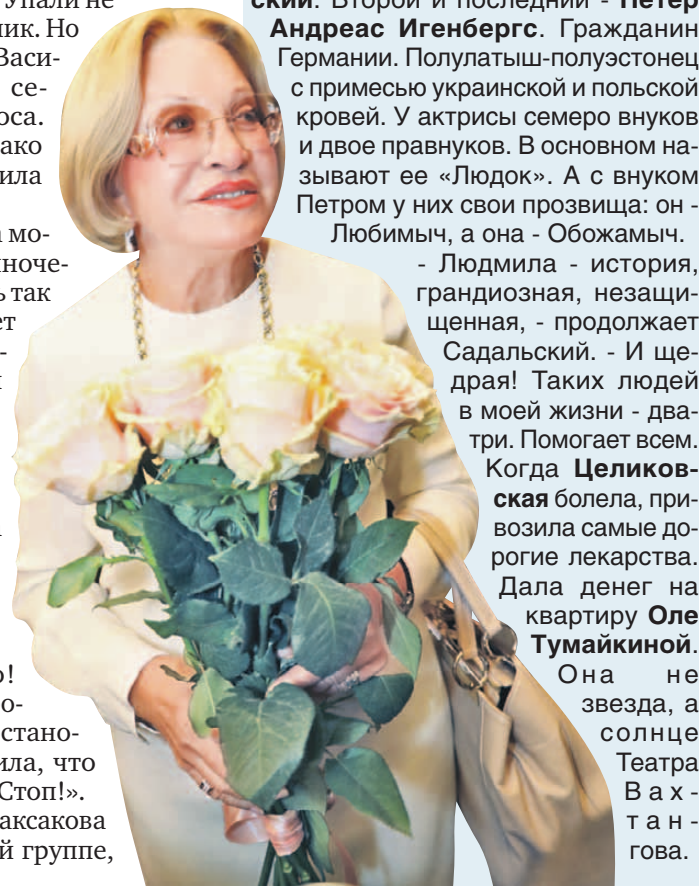 Упали не
ник. Но
Васи-
се-
оса.
ако
ила
мо-
ноче-
ь так
ет
-
о!
о-
стано-
ила, что
Стоп!».
аксакова
й группе,
ский. Второй и последний - Петер
Андреас Игенбергс. Гражданин
Германии. Полулатыш-полуэстонец
с примесью украинской и польской
кровей. У актрисы семеро внуков
и двое правнуков. В основном на-
зывают ее «Людок». А с внуком
Петром у них свои прозвища: он -
Любимыч, а она - Обожамыч.
- Людмила - история,
грандиозная, незащи-
щенная, - продолжает
Садальский. - И ще-
драя! Таких людей
в моей жизни - два-
три. Помогает всем.
Когда Целиков-
ская болела, при-
возила самые до-
рогие лекарства.
Дала денег на
квартиру Оле
Тумайкиной.
Она не
звезда, а
солнце
Театра
Вах-
тан-
гова.